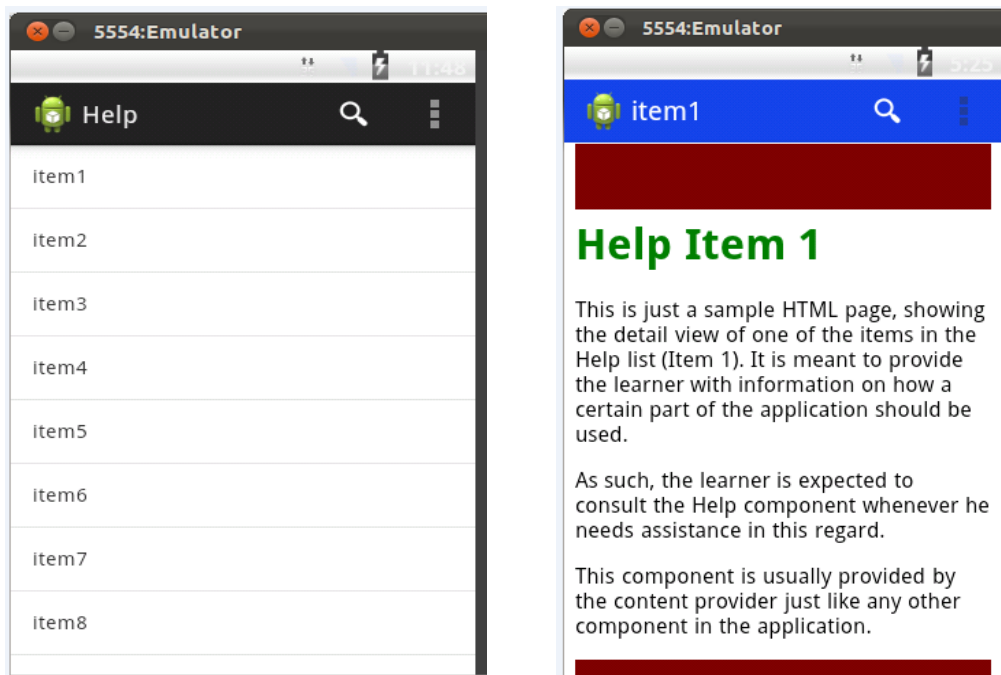 5554:Emulator
11:48
Help
item1
item2
item3
item4
item5
item6
item7
item8
5554:Emulator
5:25
item1
Help Item 1
This is just a sample HTML page, showing
the detail view of one of the items in the
Help list (Item 1). It is meant to provide
the learner with information on how a
certain part of the application should be
used.
As such, the learner is expected to
consult the Help component whenever he
needs assistance in this regard.
This component is usually provided by
the content provider just like any other
component in the application.